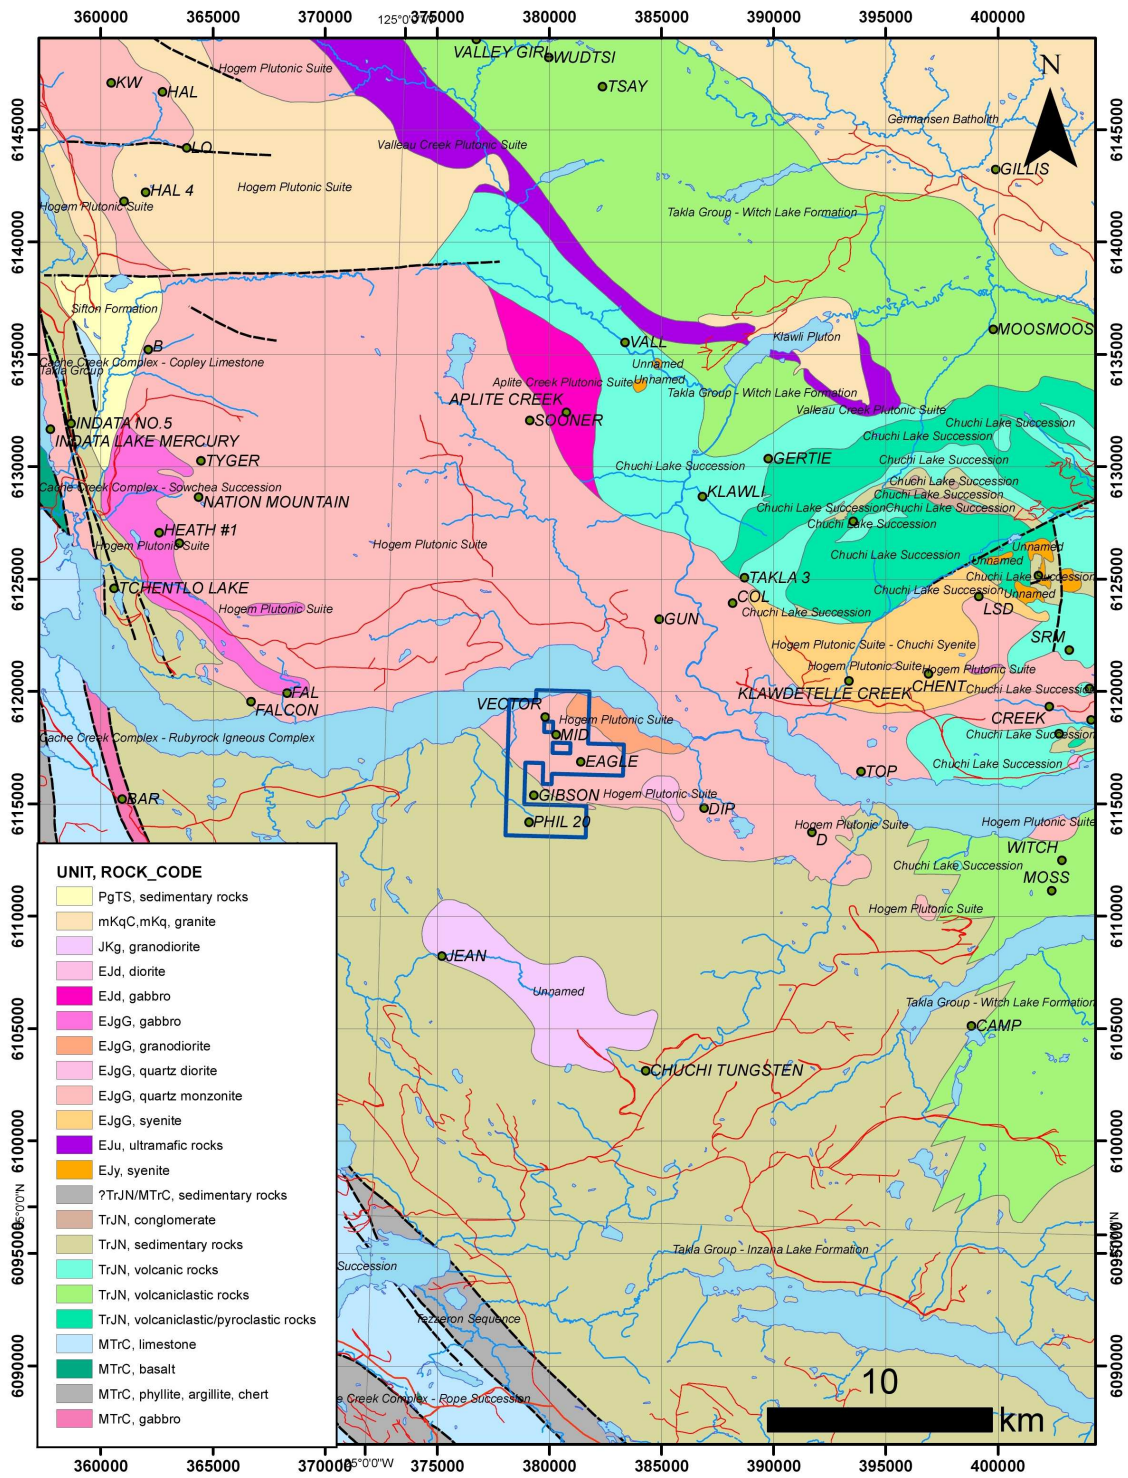 360000 365000 370000 125°0'0"W 380000 385000 390000 395000 400000
VALLEY GIRL
WUDTSI
Hogem Plutonic Suite
N
KW
HAL
TSAY
6145000
6145000
Germansen Batholith
LO
Valleau Creek Plutonic Suite
GILLIS
HAL 4
Hogem Plutonic Suite
Hogem Plutonic Suite
Takla Group - Witch Lake Formation
6140000
6140000
Sifton Formation
MOOSMOOS
Klawli Pluton
VALL
B
6135000
6135000
Cache Creek Complex - Copley Limestone
Takla Group
Unnamed
Unnamed
Aplite Creek Plutonic Suite
Takla Group - Witch Lake Formation
APLITE CREEK
Valleau Creek Plutonic Suite
SOONER
INDATA NO.5
Chuchi Lake Succession
INDATA LAKE MERCURY
Chuchi Lake Succession
TYGER
GERTIE
Chuchi Lake Succession
6130000
6130000
Chuchi Lake Succession
Chuchi Lake Succession
Cache Creek Complex - Sowchea Succession
KLAWLI
Chuchi Lake Succession
NATION MOUNTAIN
Chuchi Lake Succession
Chuchi Lake Succession
Chuchi Lake Succession
HEATH #1
Hogem Plutonic Suite
Hogem Plutonic Suite
Unnamed
Chuchi Lake Succession
Unnamed
6125000
6125000
TAKLA 3
Chuchi Lake Succession
TCHENTLO LAKE
Chuchi Lake Succession
Unnamed
COL
LSD
Hogem Plutonic Suite
Chuchi Lake Succession
GUN
SRM
Hogem Plutonic Suite - Chuchi Syenite
Hogem Plutonic Suite
Hogem Plutonic Suite
CHENT
FAL
KLAWDETELLE CREEK
Chuchi Lake Succession
6120000
6120000
VECTOR
FALCON
Hogem Plutonic Suite
CREEK
MID
Cache Creek Complex - Rubyrock Igneous Complex
Chuchi Lake Succession
EAGLE
Chuchi Lake Succession
TOP
GIBSON
Hogem Plutonic Suite
BAR
DIP
6115000
6115000
PHIL 20
Hogem Plutonic Suite
Hogem Plutonic Suite
D
WITCH
Chuchi Lake Succession
UNIT, ROCK_CODE
MOSS
PgTS, sedimentary rocks
Hogem Plutonic Suite
6110000
6110000
mKqC,mKq, granite
JKg, granodiorite
JEAN
EJd, diorite
EJd, gabbro
Unnamed
Takla Group - Witch Lake Formation
EJgG, gabbro
CAMP
6105000
6105000
EJgG, granodiorite
EJgG, quartz diorite
CHUCHI TUNGSTEN
EJgG, quartz monzonite
EJgG, syenite
6100000
6100000
EJu, ultramafic rocks
EJy, syenite
?TrJN/MTrC, sedimentary rocks
TrJN, conglomerate
TrJN, sedimentary rocks
Takla Group - Inzana Lake Formation
6095000
6095000
TrJN, volcanic rocks
Succession
TrJN, volcaniclastic rocks
TrJN, volcaniclastic/pyroclastic rocks
Tezzeron Sequence
MTrC, limestone
MTrC, basalt
6090000
6090000
MTrC, phyllite, argillite, chert
e Creek Complex - Pope Succession
MTrC, gabbro
10
km
360000 365000 370000 125°0'0"W 380000 385000 390000 395000 400000